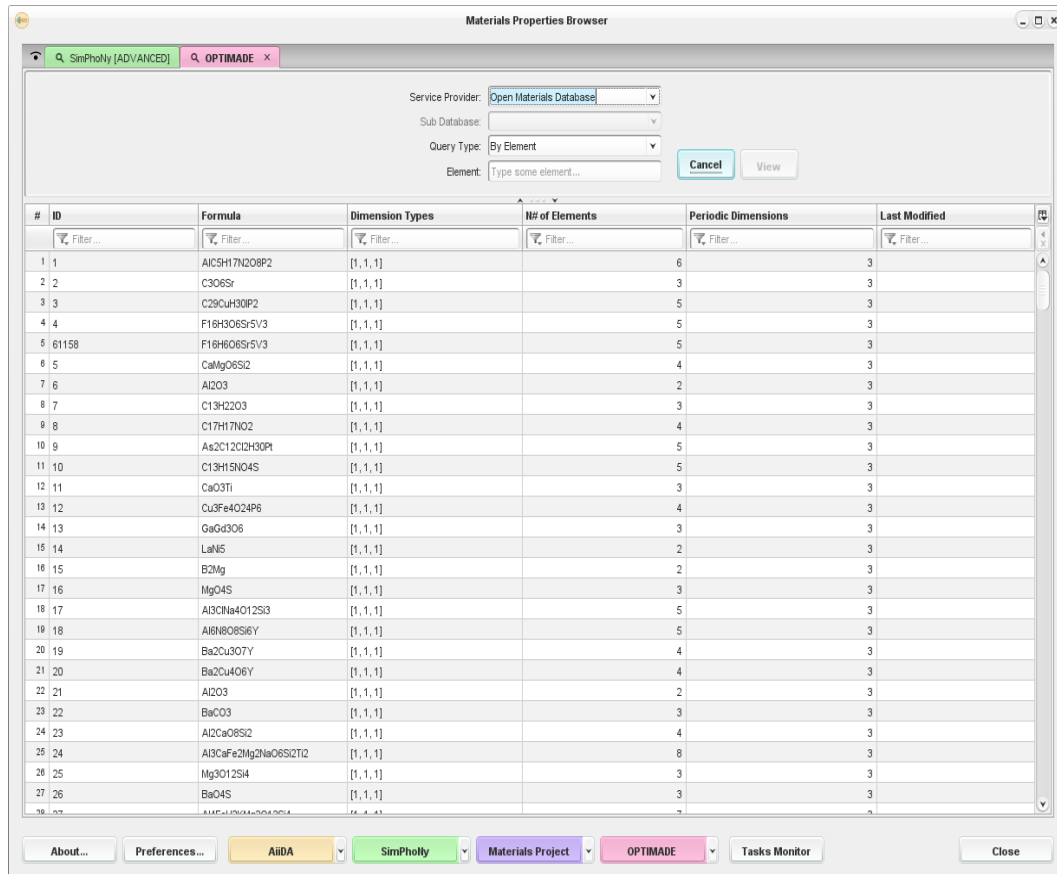 Materials Properties Browser
SimPhoNy [ADVANCED] OPTIMADE
Service Provider: Open Materials Database
Sub Database:
Query Type: By Element
Element: Type some element...
Cancel View
# ID Formula Dimension Types N# of Elements Periodic Dimensions Last Modified
Filter... Filter... Filter... Filter... Filter... Filter...
1 1 AlC5H17N2O8P2 [1, 1, 1] 6 3
2 2 C3O6Sr [1, 1, 1] 3 3
3 3 C29CuH30IP2 [1, 1, 1] 5 3
4 4 F16H3O6Sr5V3 [1, 1, 1] 5 3
5 61158 F16H6O6Sr5V3 [1, 1, 1] 5 3
6 5 CaMgO6Si2 [1, 1, 1] 4 3
7 6 Al2O3 [1, 1, 1] 2 3
8 7 C13H22O3 [1, 1, 1] 3 3
9 8 C17H17NO2 [1, 1, 1] 4 3
10 9 As2C12Cl2H30Pt [1, 1, 1] 5 3
11 10 C13H15NO4S [1, 1, 1] 5 3
12 11 CaO3Ti [1, 1, 1] 3 3
13 12 Cu3Fe4O24P6 [1, 1, 1] 4 3
14 13 GaGd3O6 [1, 1, 1] 3 3
15 14 LaNi5 [1, 1, 1] 2 3
16 15 B2Mg [1, 1, 1] 2 3
17 16 MgO4S [1, 1, 1] 3 3
18 17 Al3ClNa4O12Si3 [1, 1, 1] 5 3
19 18 Al6N8O8Si6Y [1, 1, 1] 5 3
20 19 Ba2Cu3O7Y [1, 1, 1] 4 3
21 20 Ba2Cu4O6Y [1, 1, 1] 4 3
22 21 Al2O3 [1, 1, 1] 2 3
23 22 BaCO3 [1, 1, 1] 3 3
24 23 Al2CaO8Si2 [1, 1, 1] 4 3
25 24 Al3CaFe2Mg2NaO6Si2Ti2 [1, 1, 1] 8 3
26 25 Mg3O12Si4 [1, 1, 1] 3 3
27 26 BaO4S [1, 1, 1] 3 3
About... Preferences... AiiDA SimPhoNy Materials Project OPTIMADE Tasks Monitor Close